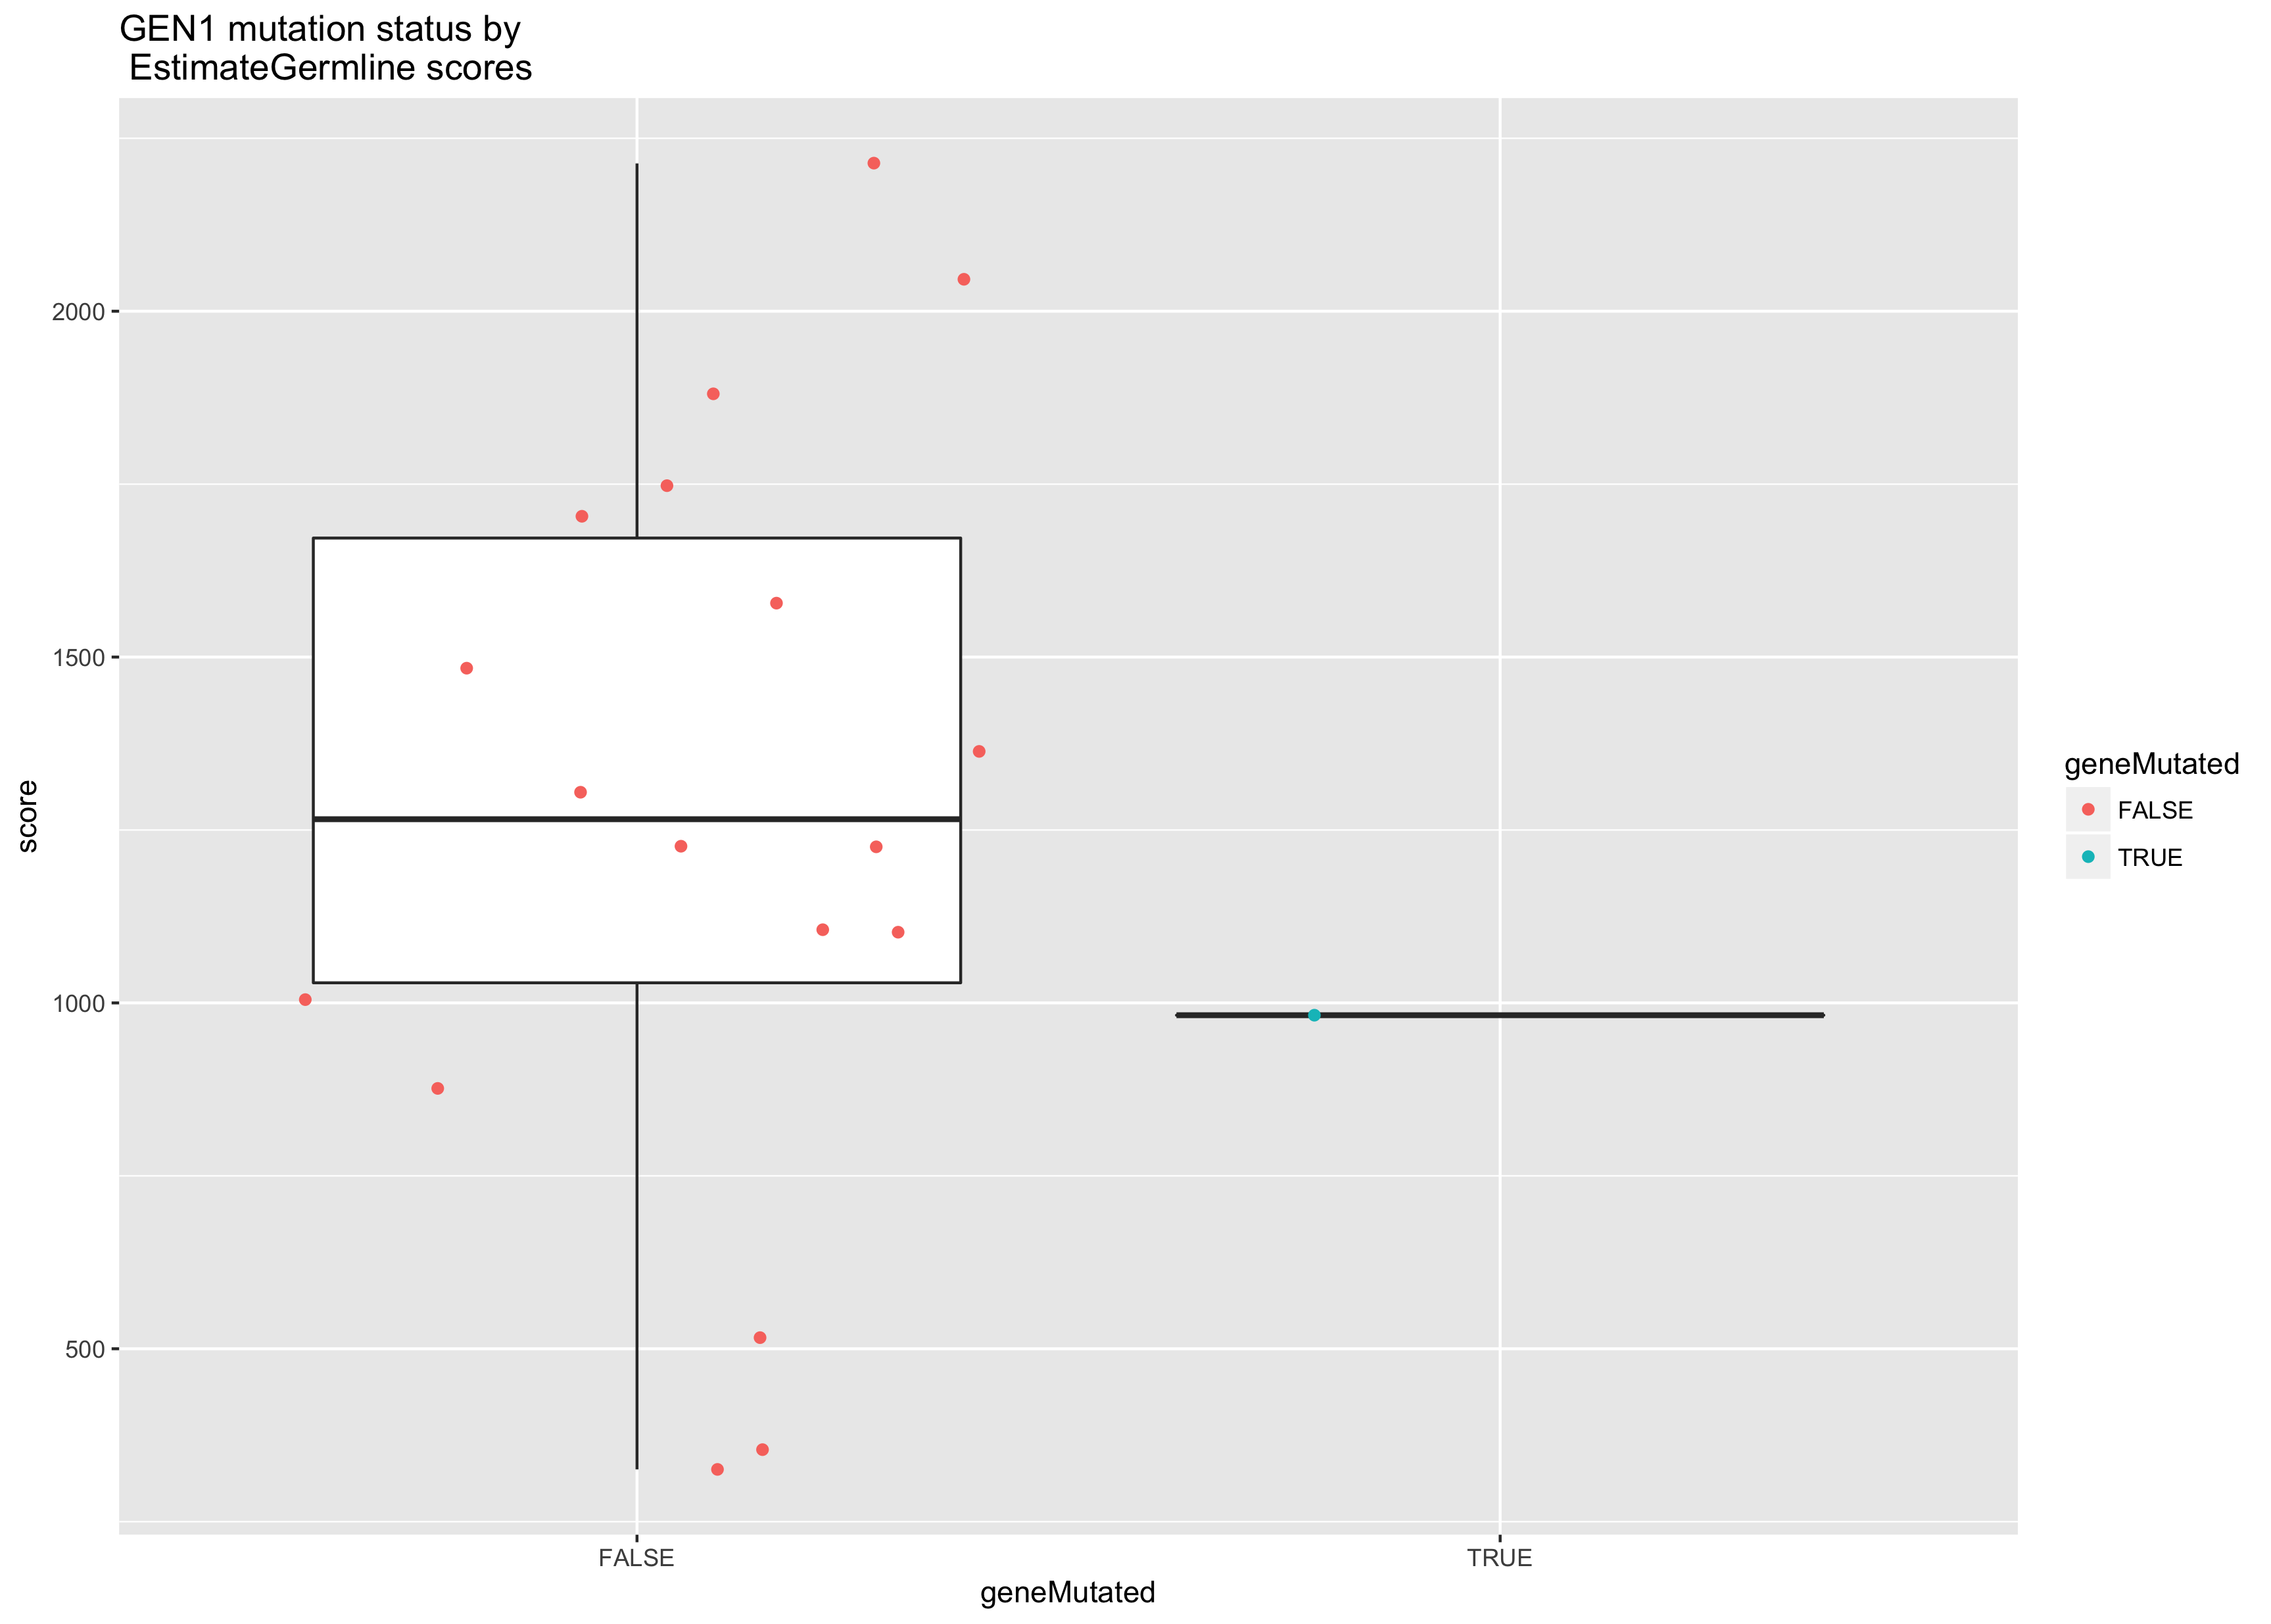 GEN1 mutation status by
EstimateGermline scores
2000
1500
1000
500
score
FALSE
TRUE
geneMutated
geneMutated
FALSE
TRUE